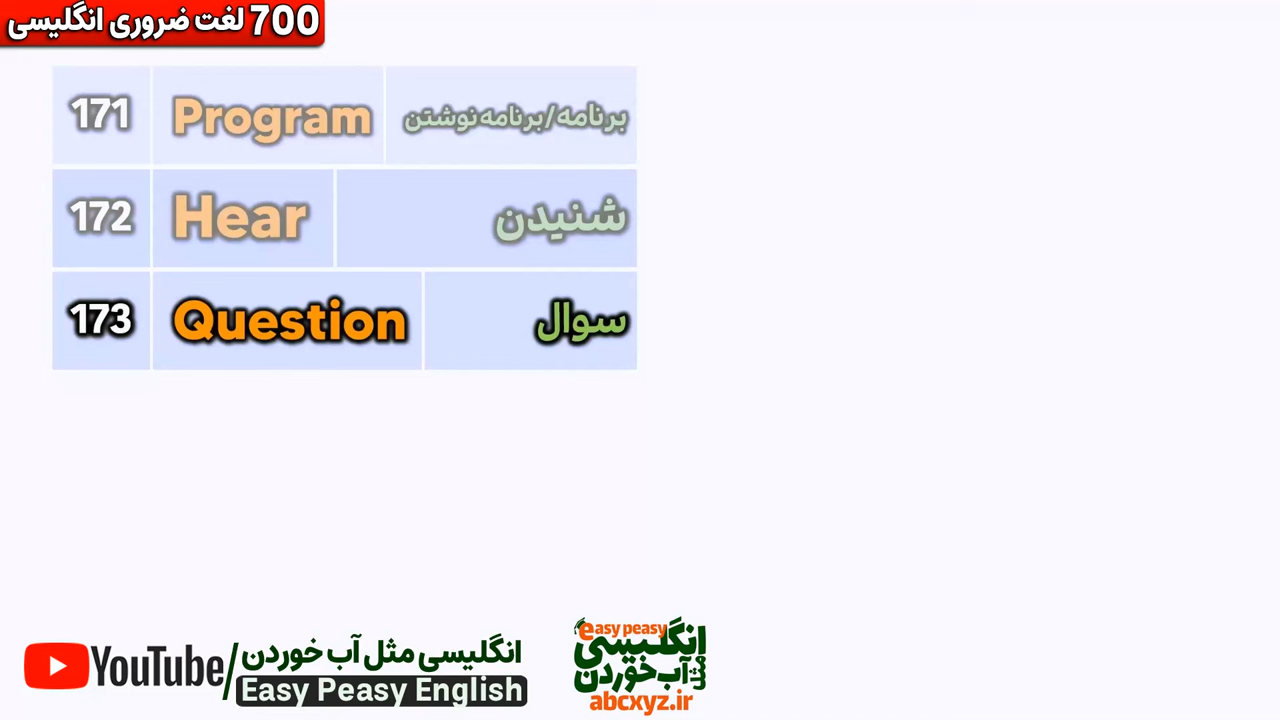 700 لغت ضروری انگلیسی
171 Program برنامه/برنامه نوشتن
172 Hear شنیدن
173 Question سوال
YouTube/انگلیسی مثل آب خوردن
Easy Peasy English
easy peasy
انگلیسی
مثل آب خوردن
abcxyz.ir